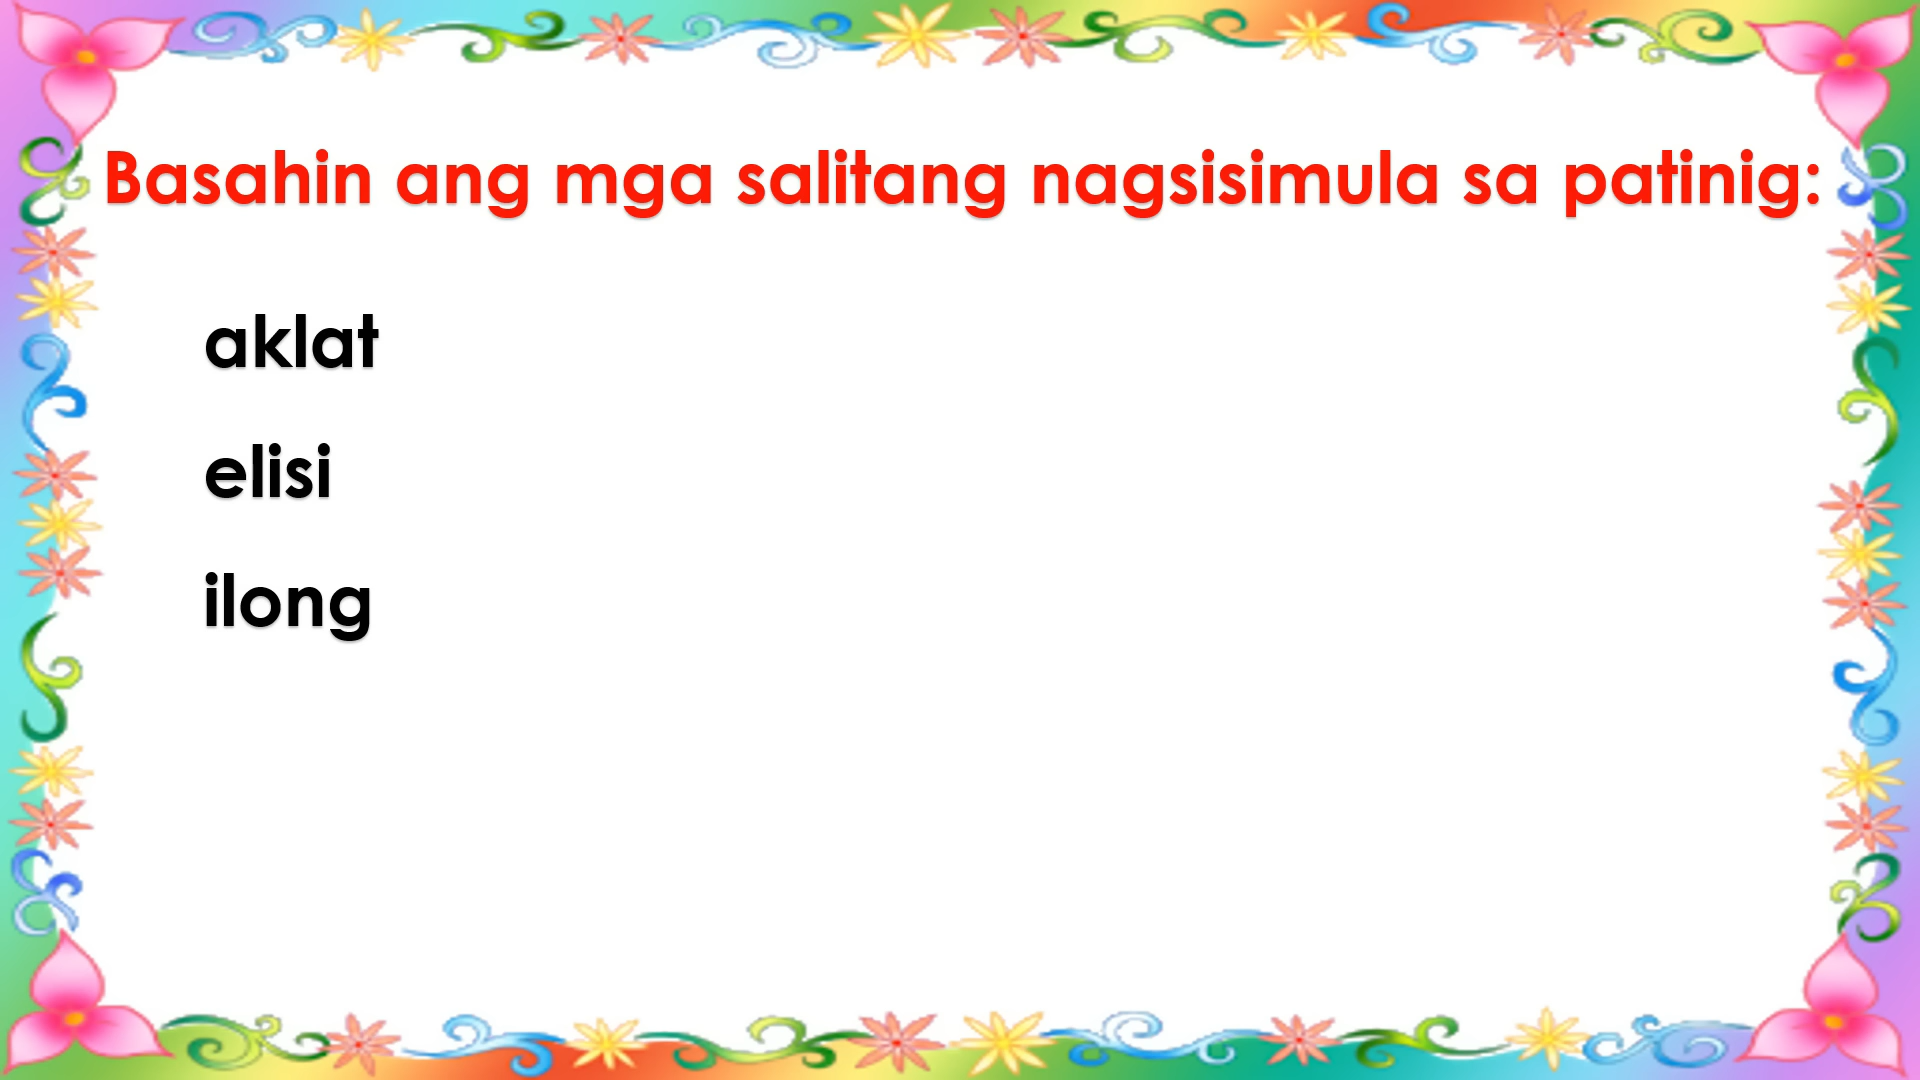 Basahin ang mga salitang nagsisimula sa patinig:
aklat
elisi
ilong